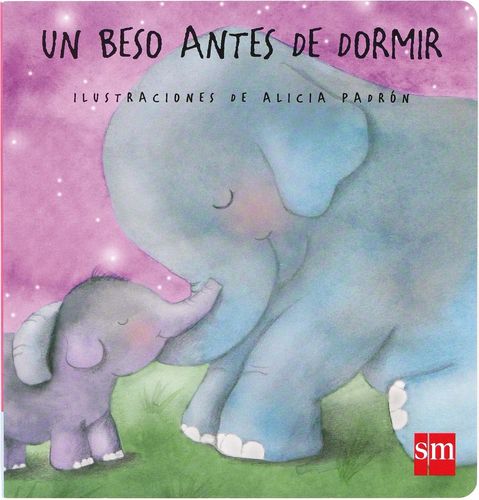 UN BESO ANTES DE DORMIR
ILUSTRACIONES DE ALICIA PADRÓN
sm